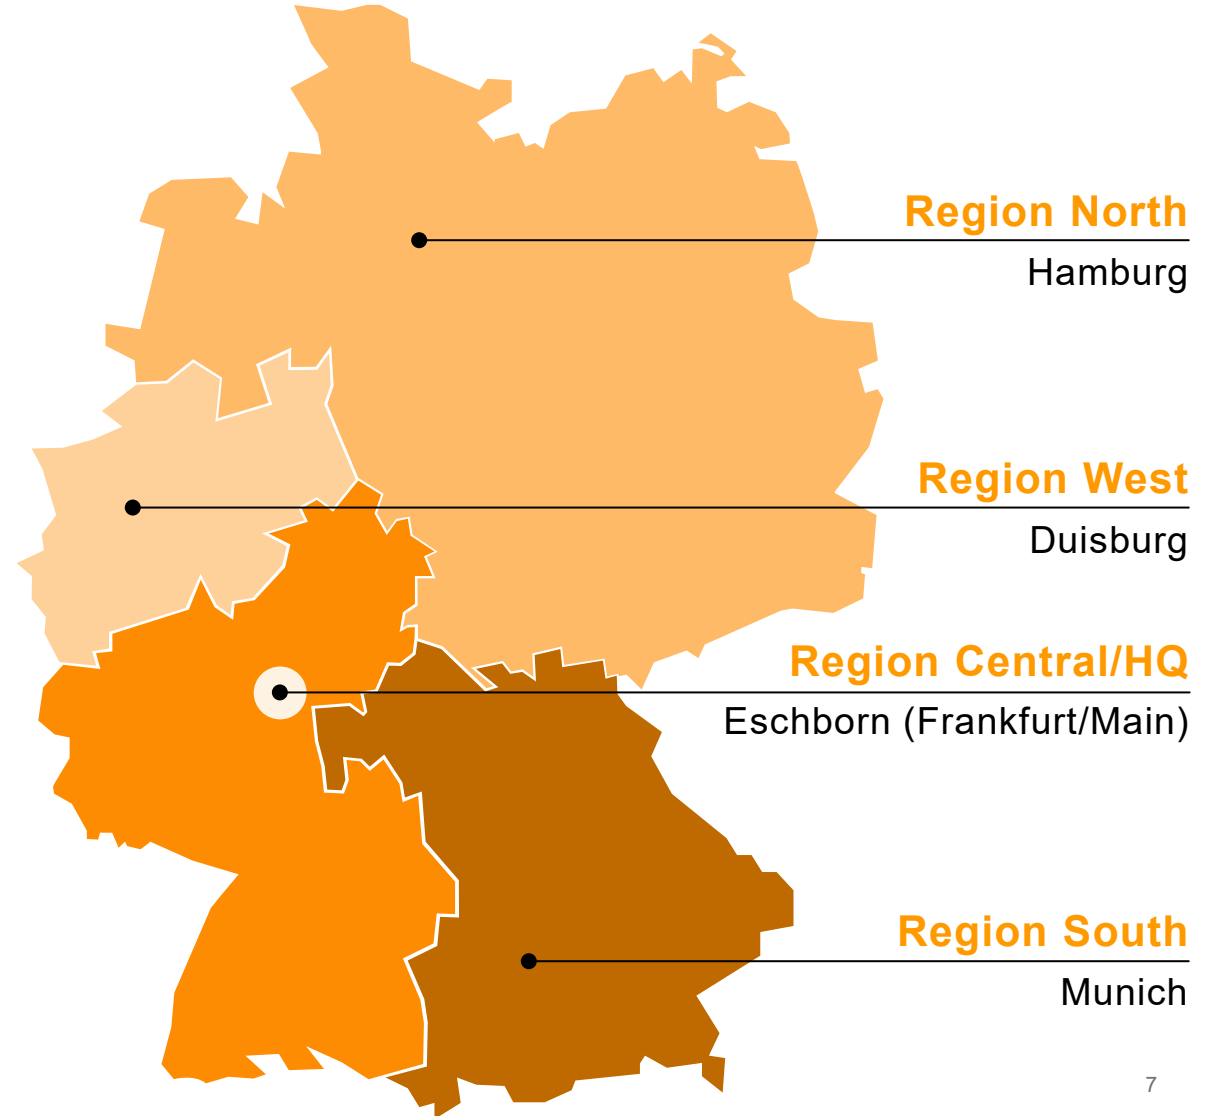 Region North
Hamburg
Region West
Duisburg
Region Central/HQ
Eschborn (Frankfurt/Main)
Region South
Munich
7